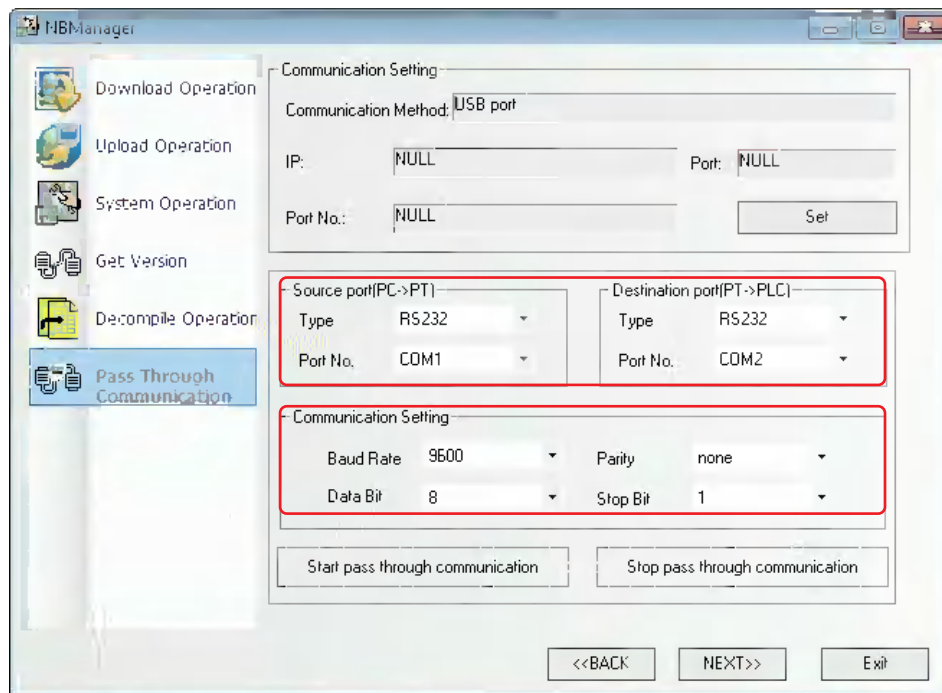 NBManager
Download Operation
Upload Operation
System Operation
Get Version
Decompile Operation
Pass Through
Communication
Communication Setting
Communication Method: USB port
IP: NULL Port: NULL
Port No.: NULL Set
Source port(PC->PT)
Type RS232
Port No. COM1
Destination port(PT->PLC)
Type RS232
Port No. COM2
Communication Setting
Baud Rate 9600 Parity none
Data Bit 8 Stop Bit 1
Start pass through communication Stop pass through communication
<<BACK NEXT>> Exit